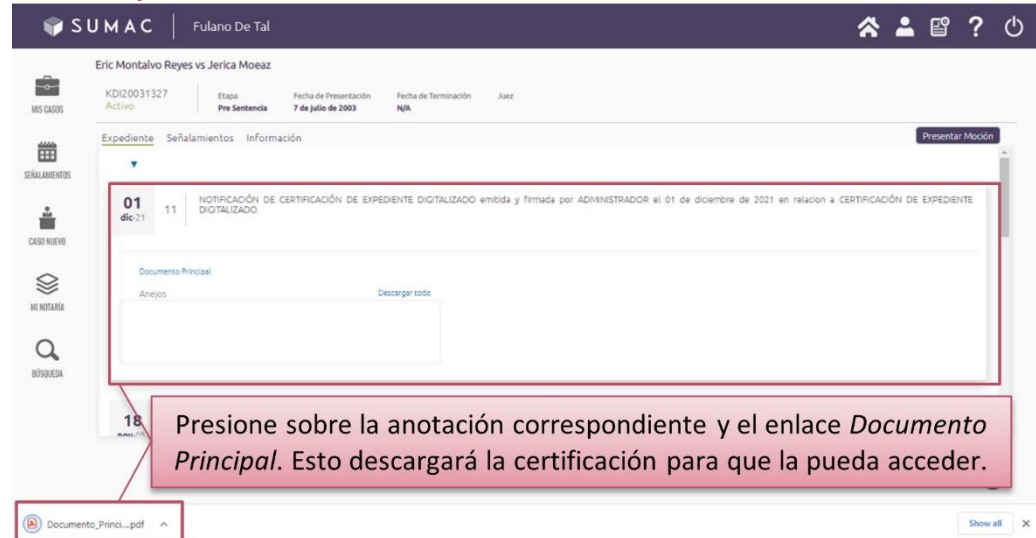 SUMAC
Fulano De Tal
?
Eric Montalvo Reyes vs Jerica Moeaz
KDI20031327
Activo
Etapa
Pre Sentencia
Fecha de Presentación
7 de julio de 2003
Fecha de Terminación
N/A
Juez
MIS CASOS
SEÑALAMIENTOS
CASO NUEVO
MI NOTARÍA
BÚSQUEDA
Expediente Señalamientos Información
Presentar Moción
01
dic-21
11
NOTIFICACIÓN DE CERTIFICACIÓN DE EXPEDIENTE DIGITALIZADO emitida y firmada por ADMINISTRADOR el 01 de diciembre de 2021 en relacion a CERTIFICACIÓN DE EXPEDIENTE
DIGITALIZADO.
Documento Principal
Anejos
Descargar todo
18
Presione sobre la anotación correspondiente y el enlace Documento
Principal. Esto descargará la certificación para que la pueda acceder.
Documento_Princi....pdf
Show all
X